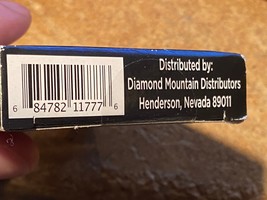 Distributed by:
Diamond Mountain Distributors
Henderson, Nevada 89011
6 84782 11777 6